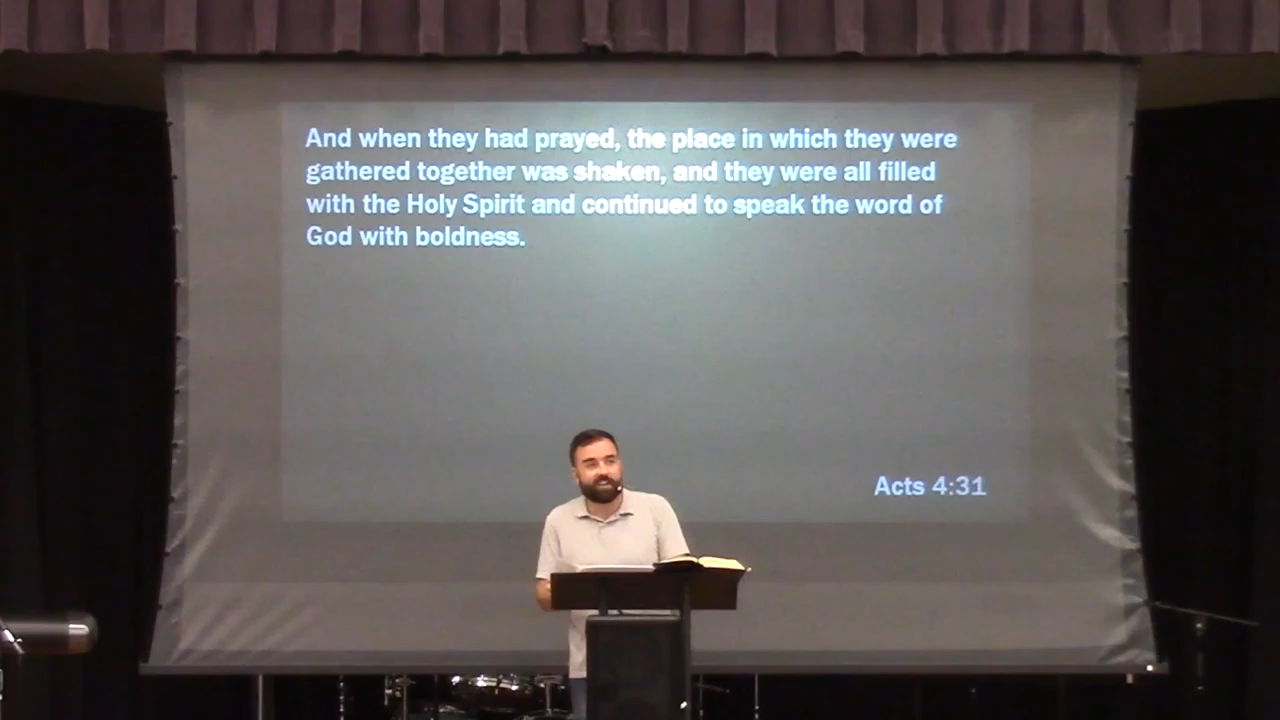 And when they had prayed, the place in which they were
gathered together was shaken, and they were all filled
with the Holy Spirit and continued to speak the word of
God with boldness.
Acts 4:31